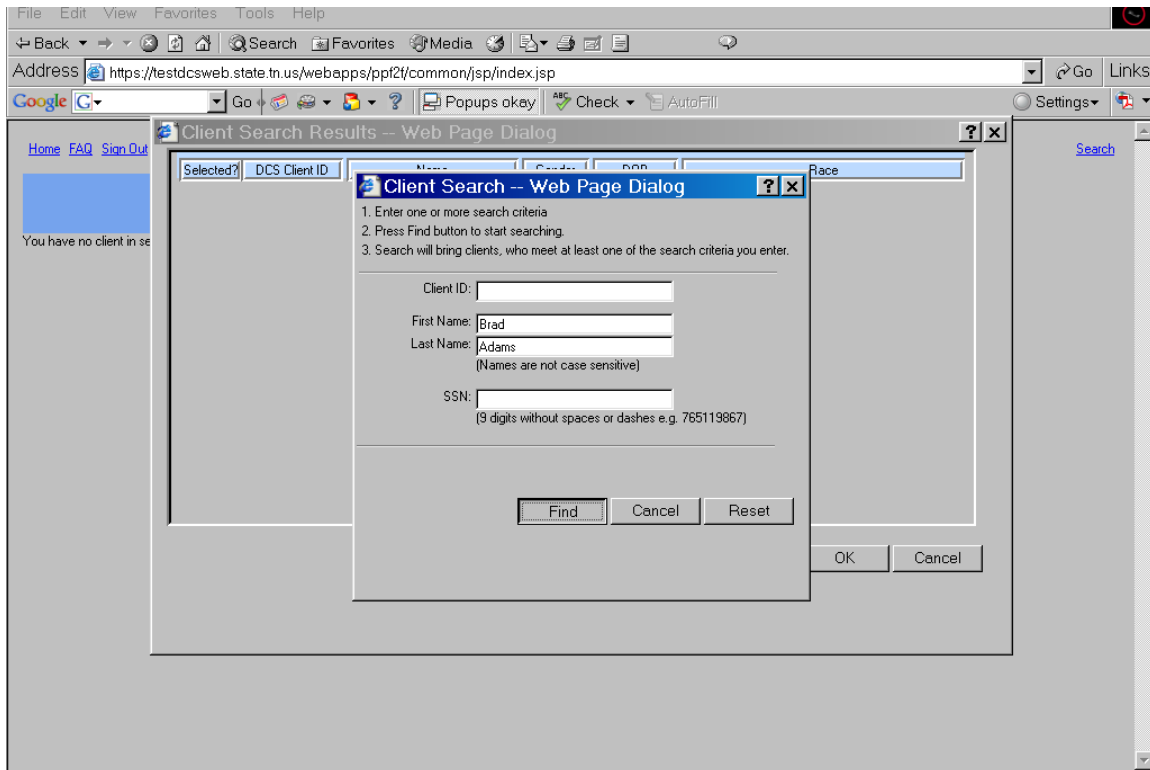 File Edit View Favorites Tools Help
Back Search Favorites Media
Address https://testdcsweb.state.tn.us/webapps/ppf2f/common/jsp/index.jsp Go Links
Google G Go Popups okay ABC Check AutoFill Settings
Client Search Results -- Web Page Dialog
Home FAQ Sign Out Search
Selected? DCS Client ID Name Gender DOB Race
Client Search -- Web Page Dialog
1. Enter one or more search criteria
2. Press Find button to start searching.
You have no client in se
3. Search will bring clients, who meet at least one of the search criteria you enter.
Client ID:
First Name: Brad
Last Name: Adams
(Names are not case sensitive)
SSN:
(9 digits without spaces or dashes e.g. 765119867)
Find Cancel Reset
OK Cancel